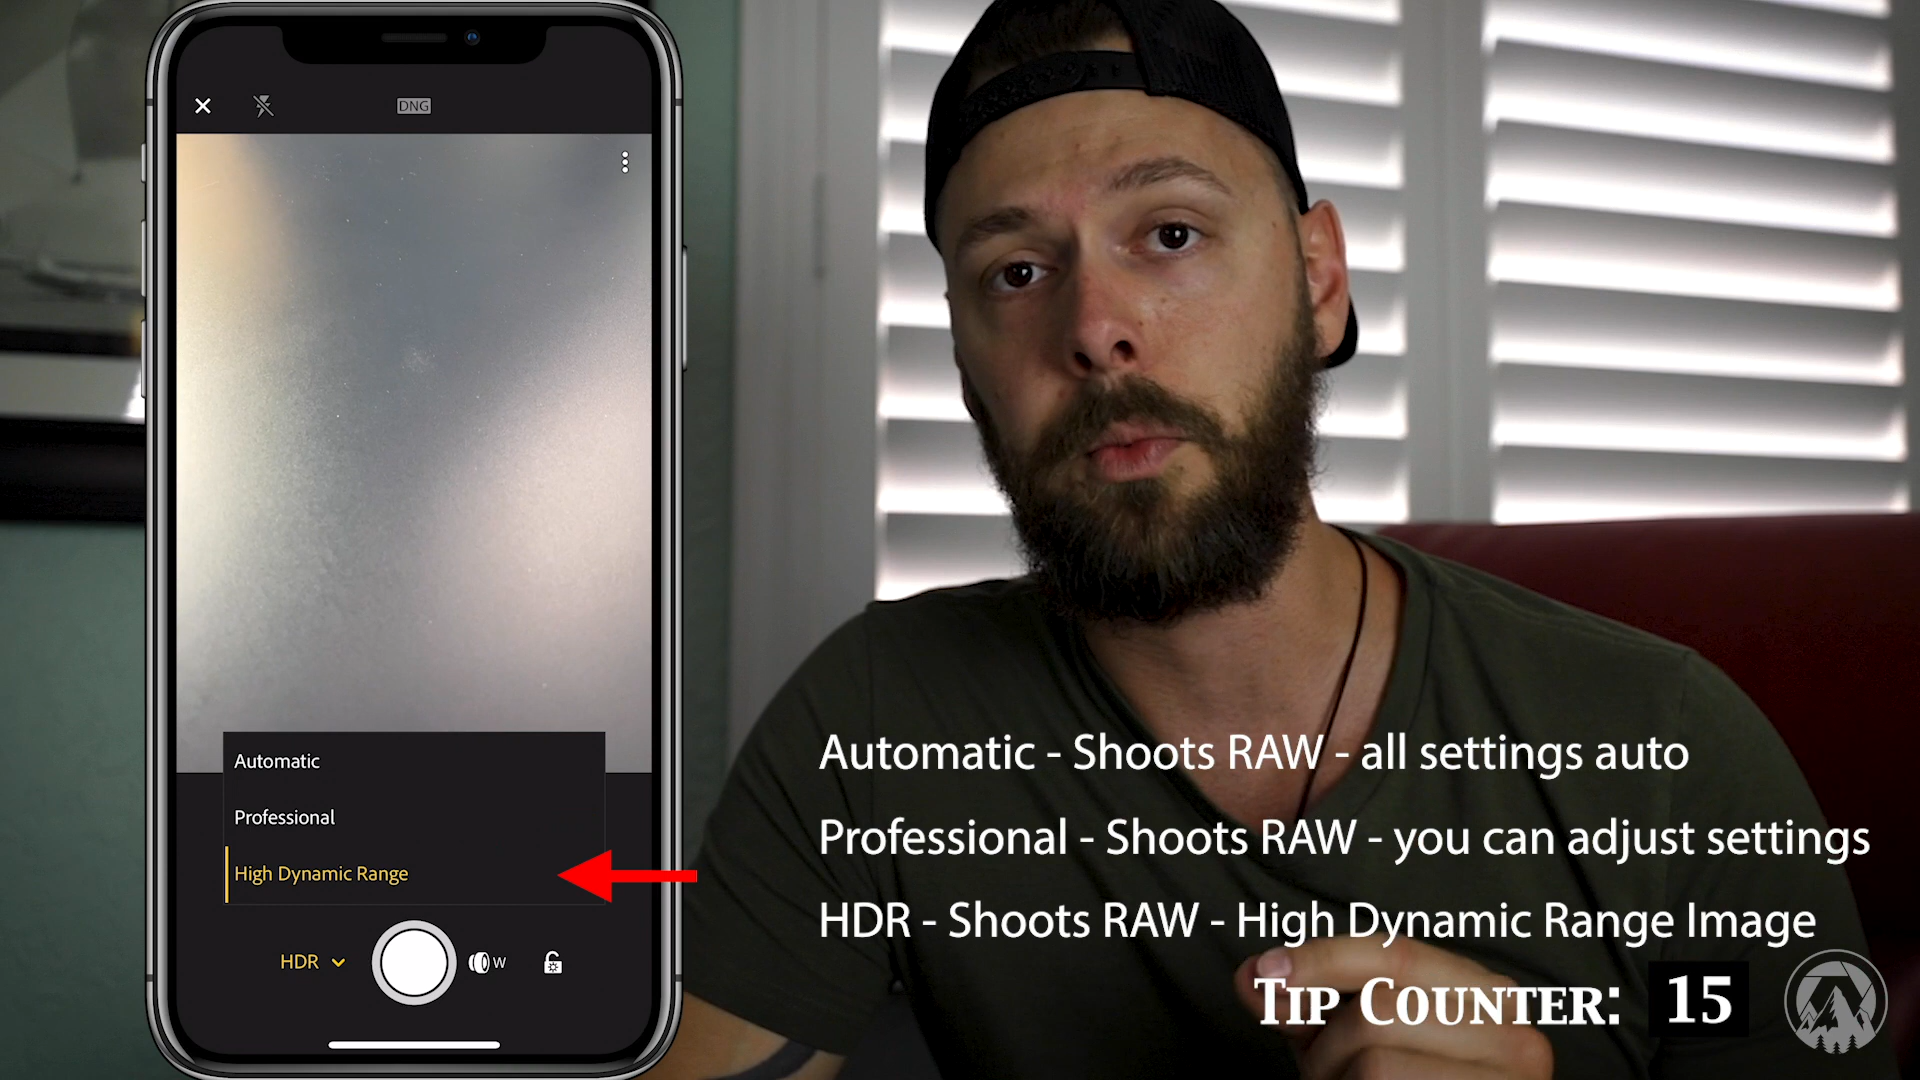 DNG
Automatic
Professional
High Dynamic Range
HDR
W
Automatic - Shoots RAW - all settings auto
Professional - Shoots RAW - you can adjust settings
HDR - Shoots RAW - High Dynamic Range Image
Tip Counter: 15